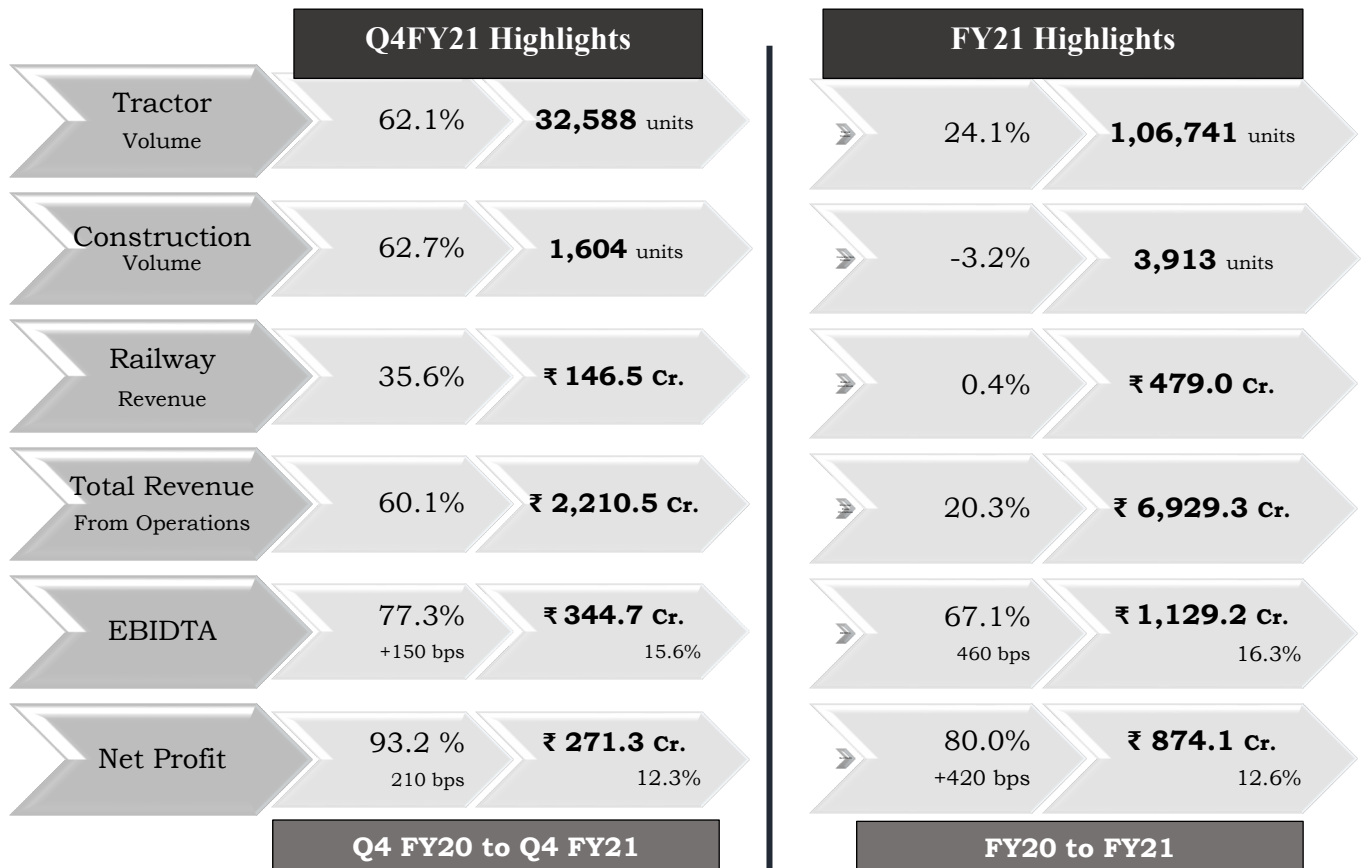 Q4FY21 Highlights
FY21 Highlights
Tractor
Volume
62.1%
32,588 units
24.1%
1,06,741 units
Construction
Volume
62.7%
1,604 units
-3.2%
3,913 units
Railway
Revenue
35.6%
₹ 146.5 Cr.
0.4%
₹ 479.0 Cr.
Total Revenue
From Operations
60.1%
₹ 2,210.5 Cr.
20.3%
₹ 6,929.3 Cr.
EBIDTA
77.3%
+150 bps
₹ 344.7 Cr.
15.6%
67.1%
460 bps
₹ 1,129.2 Cr.
16.3%
Net Profit
93.2 %
210 bps
₹ 271.3 Cr.
12.3%
80.0%
+420 bps
₹ 874.1 Cr.
12.6%
Q4 FY20 to Q4 FY21
FY20 to FY21